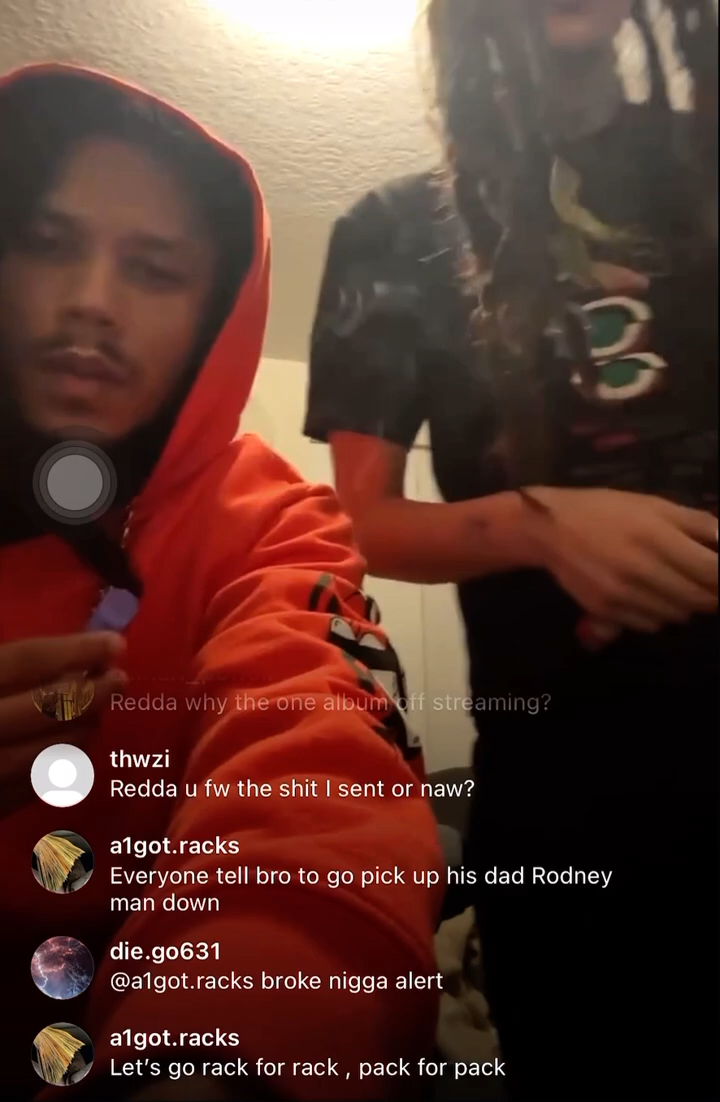 Redda why the one album off streaming?
thwzi
Redda u fw the shit I sent or naw?
a1got.racks
Everyone tell bro to go pick up his dad Rodney
man down
die.go631
@a1got.racks broke nigga alert
a1got.racks
Let’s go rack for rack , pack for pack